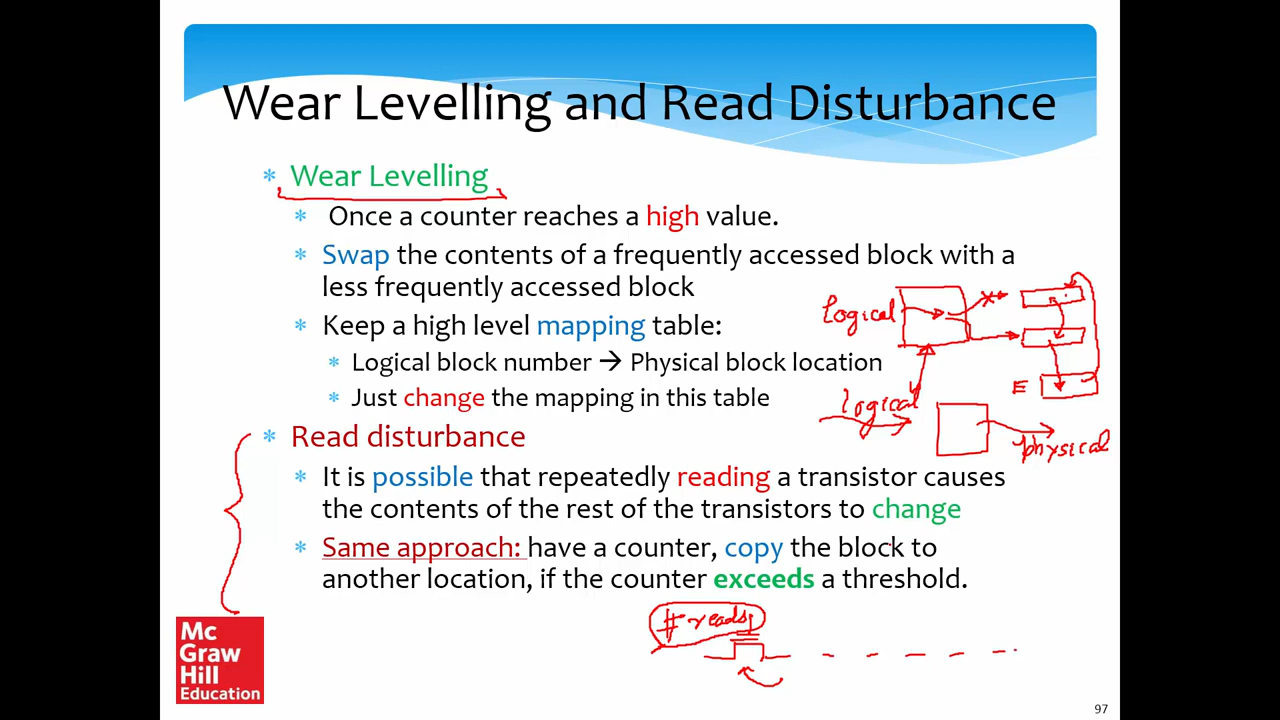 Wear Levelling and Read Disturbance
* Wear Levelling
* Once a counter reaches a high value.
* Swap the contents of a frequently accessed block with a
less frequently accessed block
* Keep a high level mapping table:
* Logical block number → Physical block location
* Just change the mapping in this table
logical
E
logical
physical
* Read disturbance
* It is possible that repeatedly reading a transistor causes
the contents of the rest of the transistors to change
* Same approach: have a counter, copy the block to
another location, if the counter exceeds a threshold.
# reads
Mc
Graw
Hill
Education
97